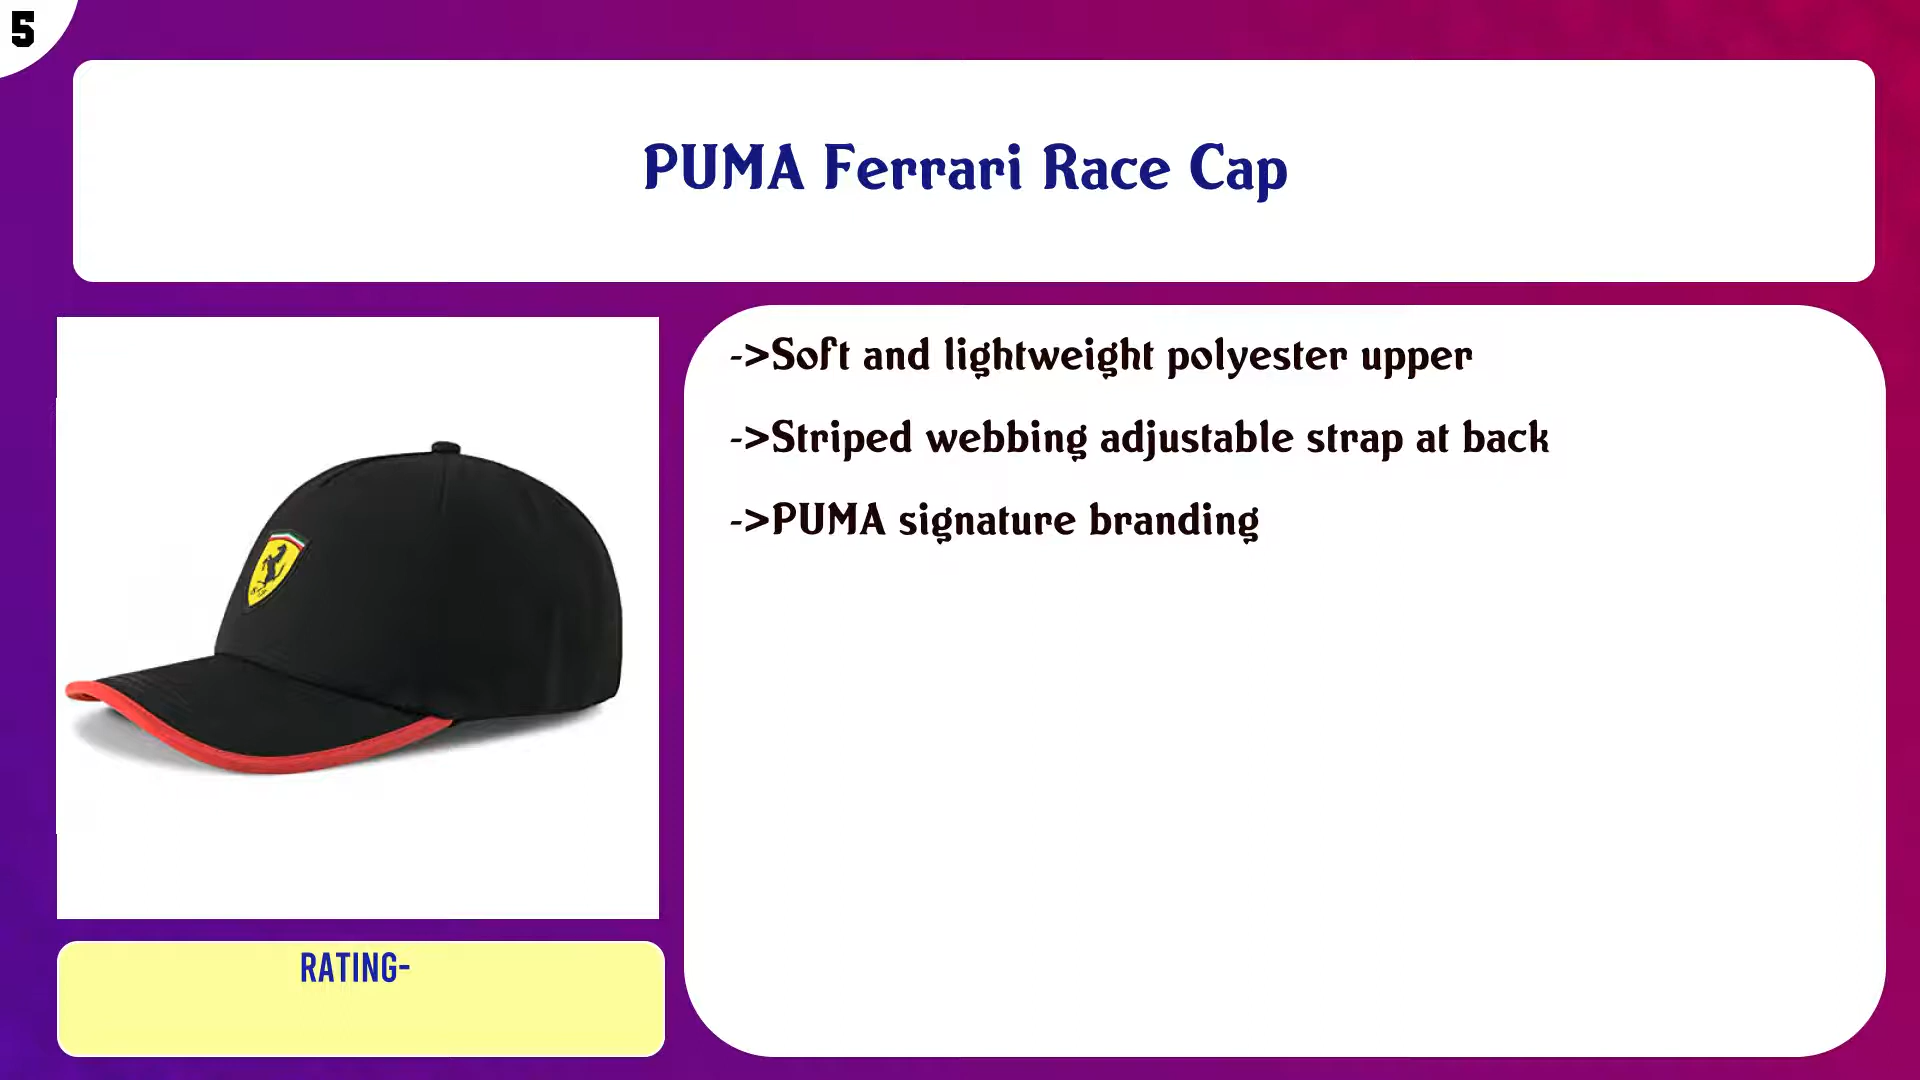 5
PUMA Ferrari Race Cap
->Soft and lightweight polyester upper
->Striped webbing adjustable strap at back
->PUMA signature branding
RATING-